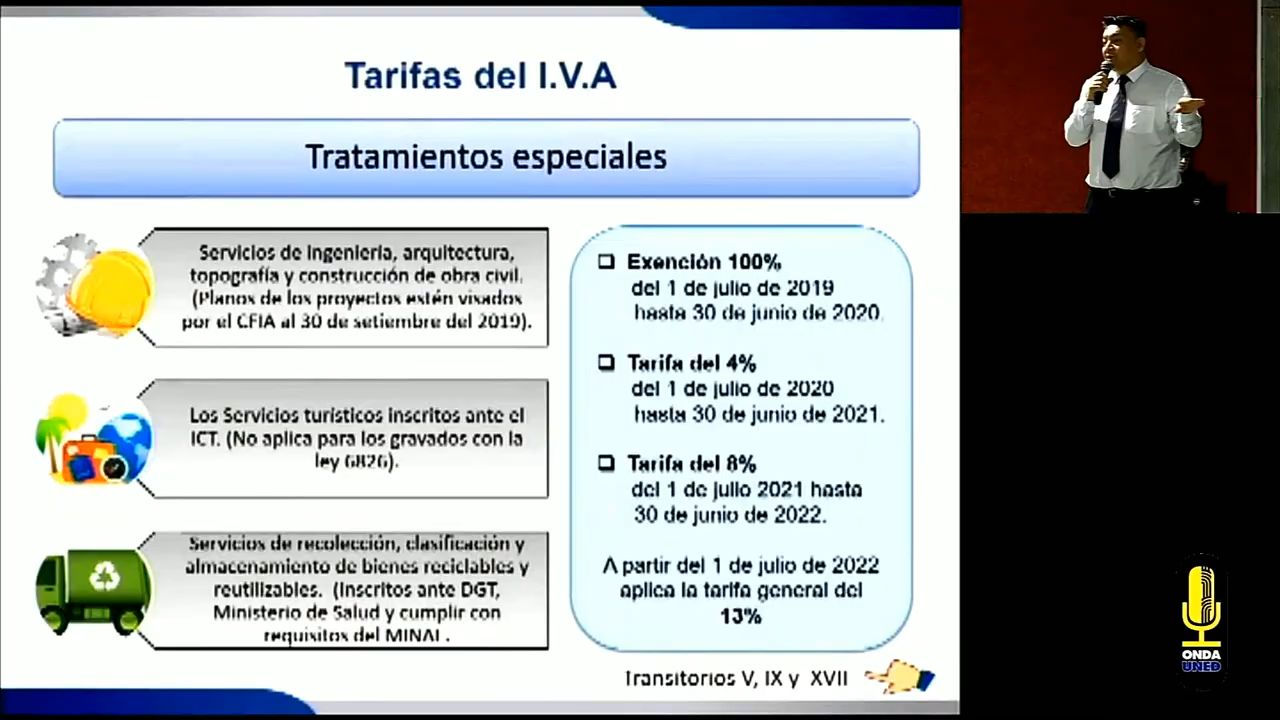 Tarifas del I.V.A
Tratamientos especiales
Servicios de Ingeniería, arquitectura,
topografía y construcción de obra civil.
(Planos de los proyectos estén visados
por el CFIA al 30 de setiembre del 2019).
Los Servicios turísticos inscritos ante el
ICT. (No aplica para los gravados con la
ley 6826).
Servicios de recolección, clasificación y
almacenamiento de bienes reciclables y
reutilizables. (Inscritos ante DGT,
Ministerio de Salud y cumplir con
requisitos del MINAE.
❑ Exención 100%
del 1 de julio de 2019
hasta 30 de junio de 2020.
❑ Tarifa del 4%
del 1 de julio de 2020
hasta 30 de junio de 2021.
❑ Tarifa del 8%
del 1 de julio 2021 hasta
30 de junio de 2022.
A partir del 1 de julio de 2022
aplica la tarifa general del
13%
Transitorios V, IX y XVII
ONDA
UNED